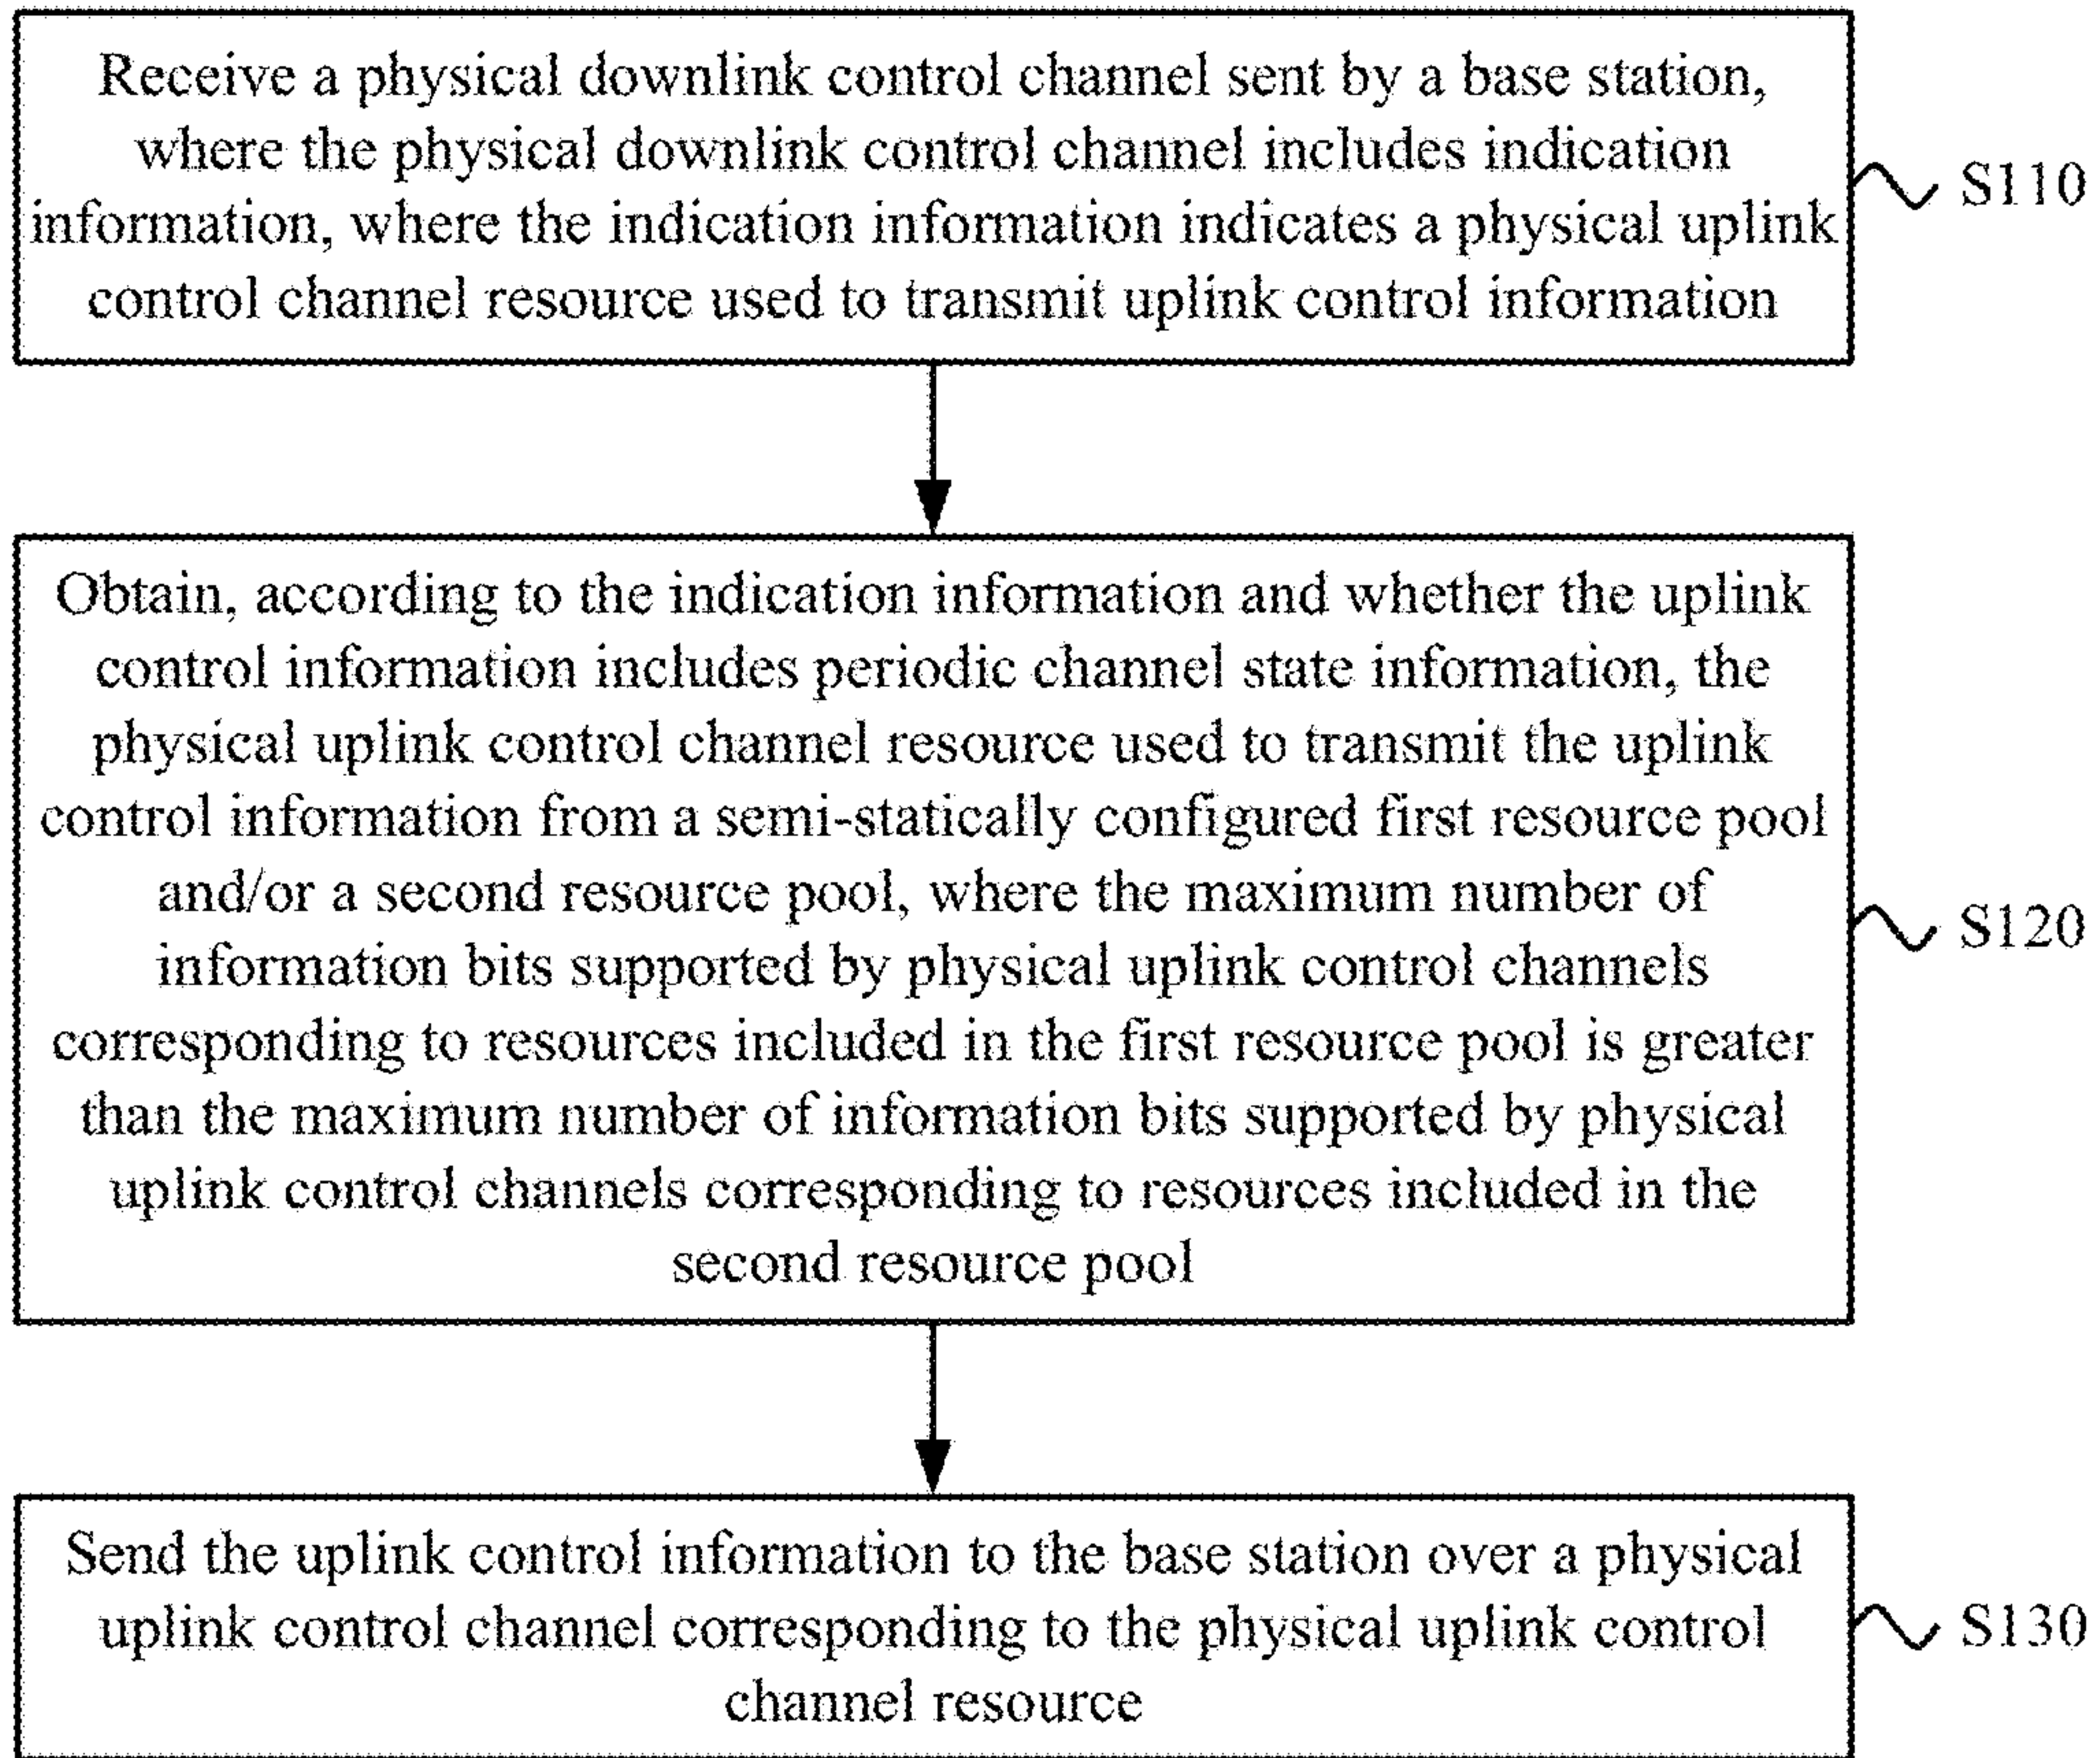 Receive a physical downlink control channel sent by a base station,
where the physical downlink control channel includes indication
information, where the indication information indicates a physical uplink
control channel resource used to transmit uplink control information
S110
Obtain, according to the indication information and whether the uplink
control information includes periodic channel state information, the
physical uplink control channel resource used to transmit the uplink
control information from a semi-statically configured first resource pool
and/or a second resource pool, where the maximum number of
information bits supported by physical uplink control channels
corresponding to resources included in the first resource pool is greater
than the maximum number of information bits supported by physical
uplink control channels corresponding to resources included in the
second resource pool
S120
Send the uplink control information to the base station over a physical
uplink control channel corresponding to the physical uplink control
channel resource
S130